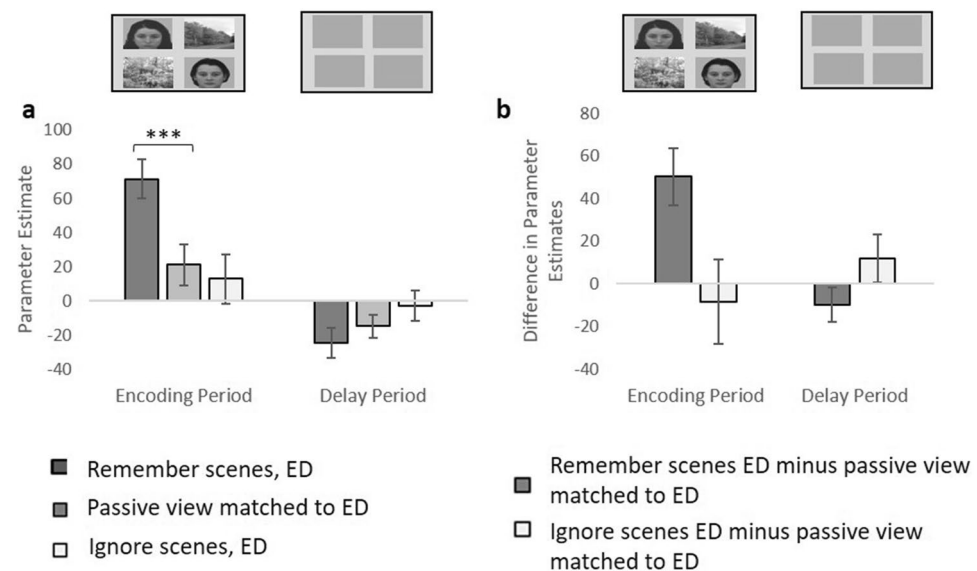 a
***
Parameter Estimate
100
80
60
40
20
0
-20
-40
Encoding Period
Delay Period
Remember scenes, ED
Passive view matched to ED
Ignore scenes, ED
b
Difference in Parameter
Estimates
80
60
40
20
0
-20
-40
Encoding Period
Delay Period
Remember scenes ED minus passive view
matched to ED
Ignore scenes ED minus passive view
matched to ED